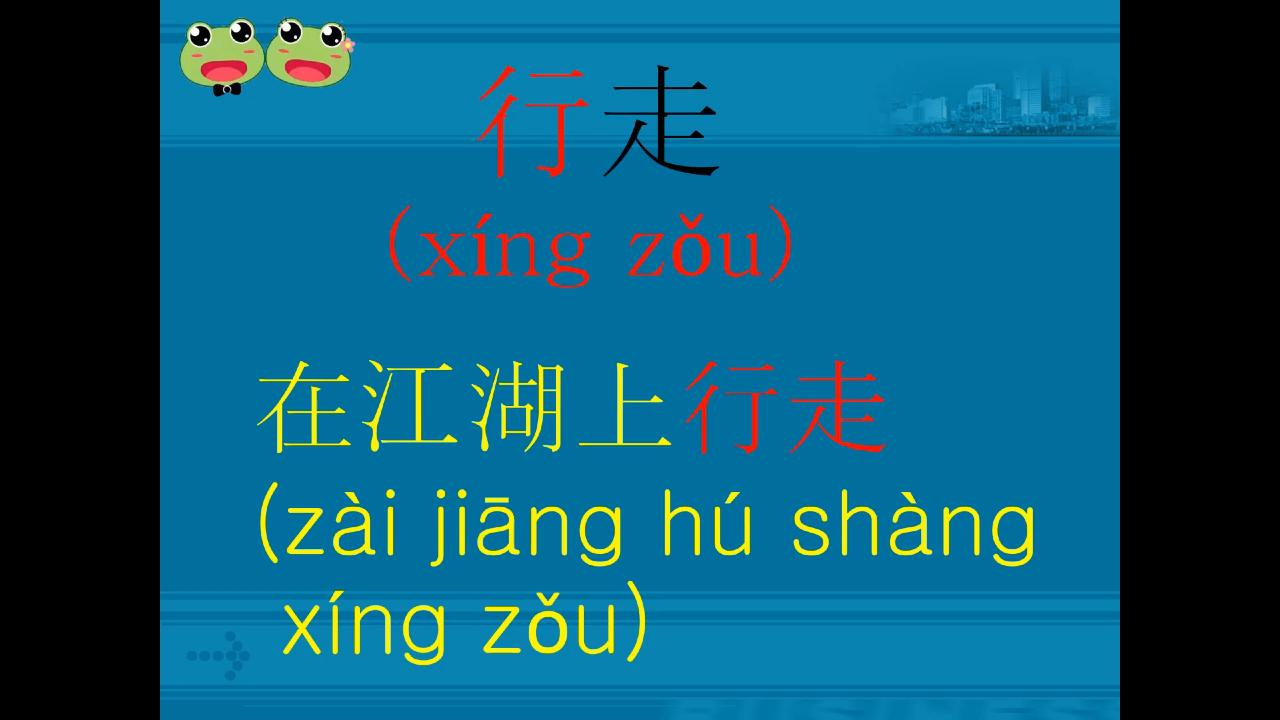 行走
(xíng zǒu)
在江湖上行走
(zài jiāng hú shàng
xíng zǒu)